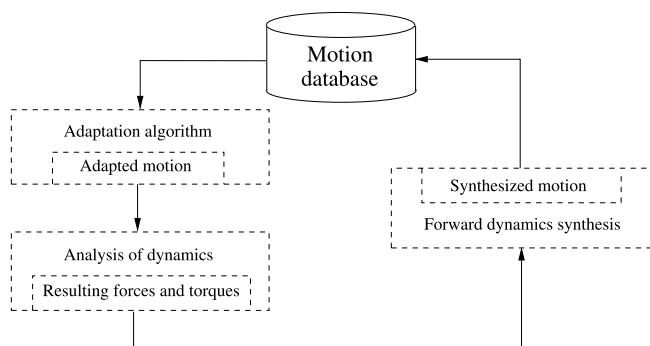 Motion
database
Adaptation algorithm
Adapted motion
Synthesized motion
Forward dynamics synthesis
Analysis of dynamics
Resulting forces and torques